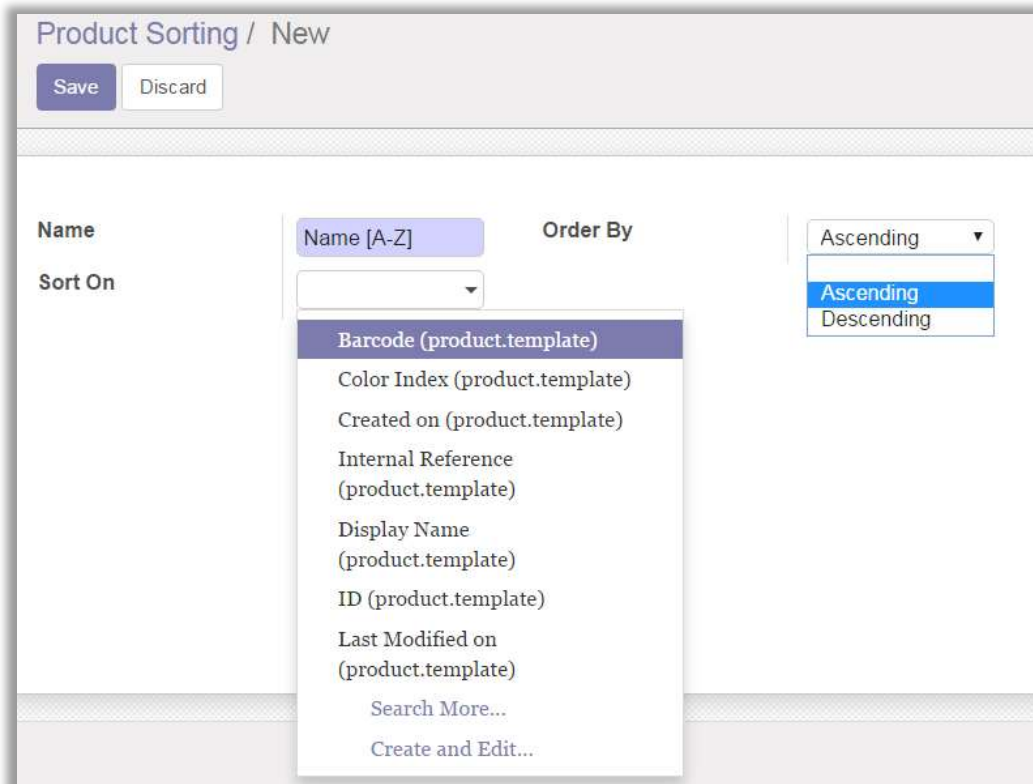 Product Sorting / New
Save Discard
Name Name [A-Z] Order By Ascending
Sort On
Ascending
Descending
Barcode (product.template)
Color Index (product.template)
Created on (product.template)
Internal Reference
(product.template)
Display Name
(product.template)
ID (product.template)
Last Modified on
(product.template)
Search More...
Create and Edit...